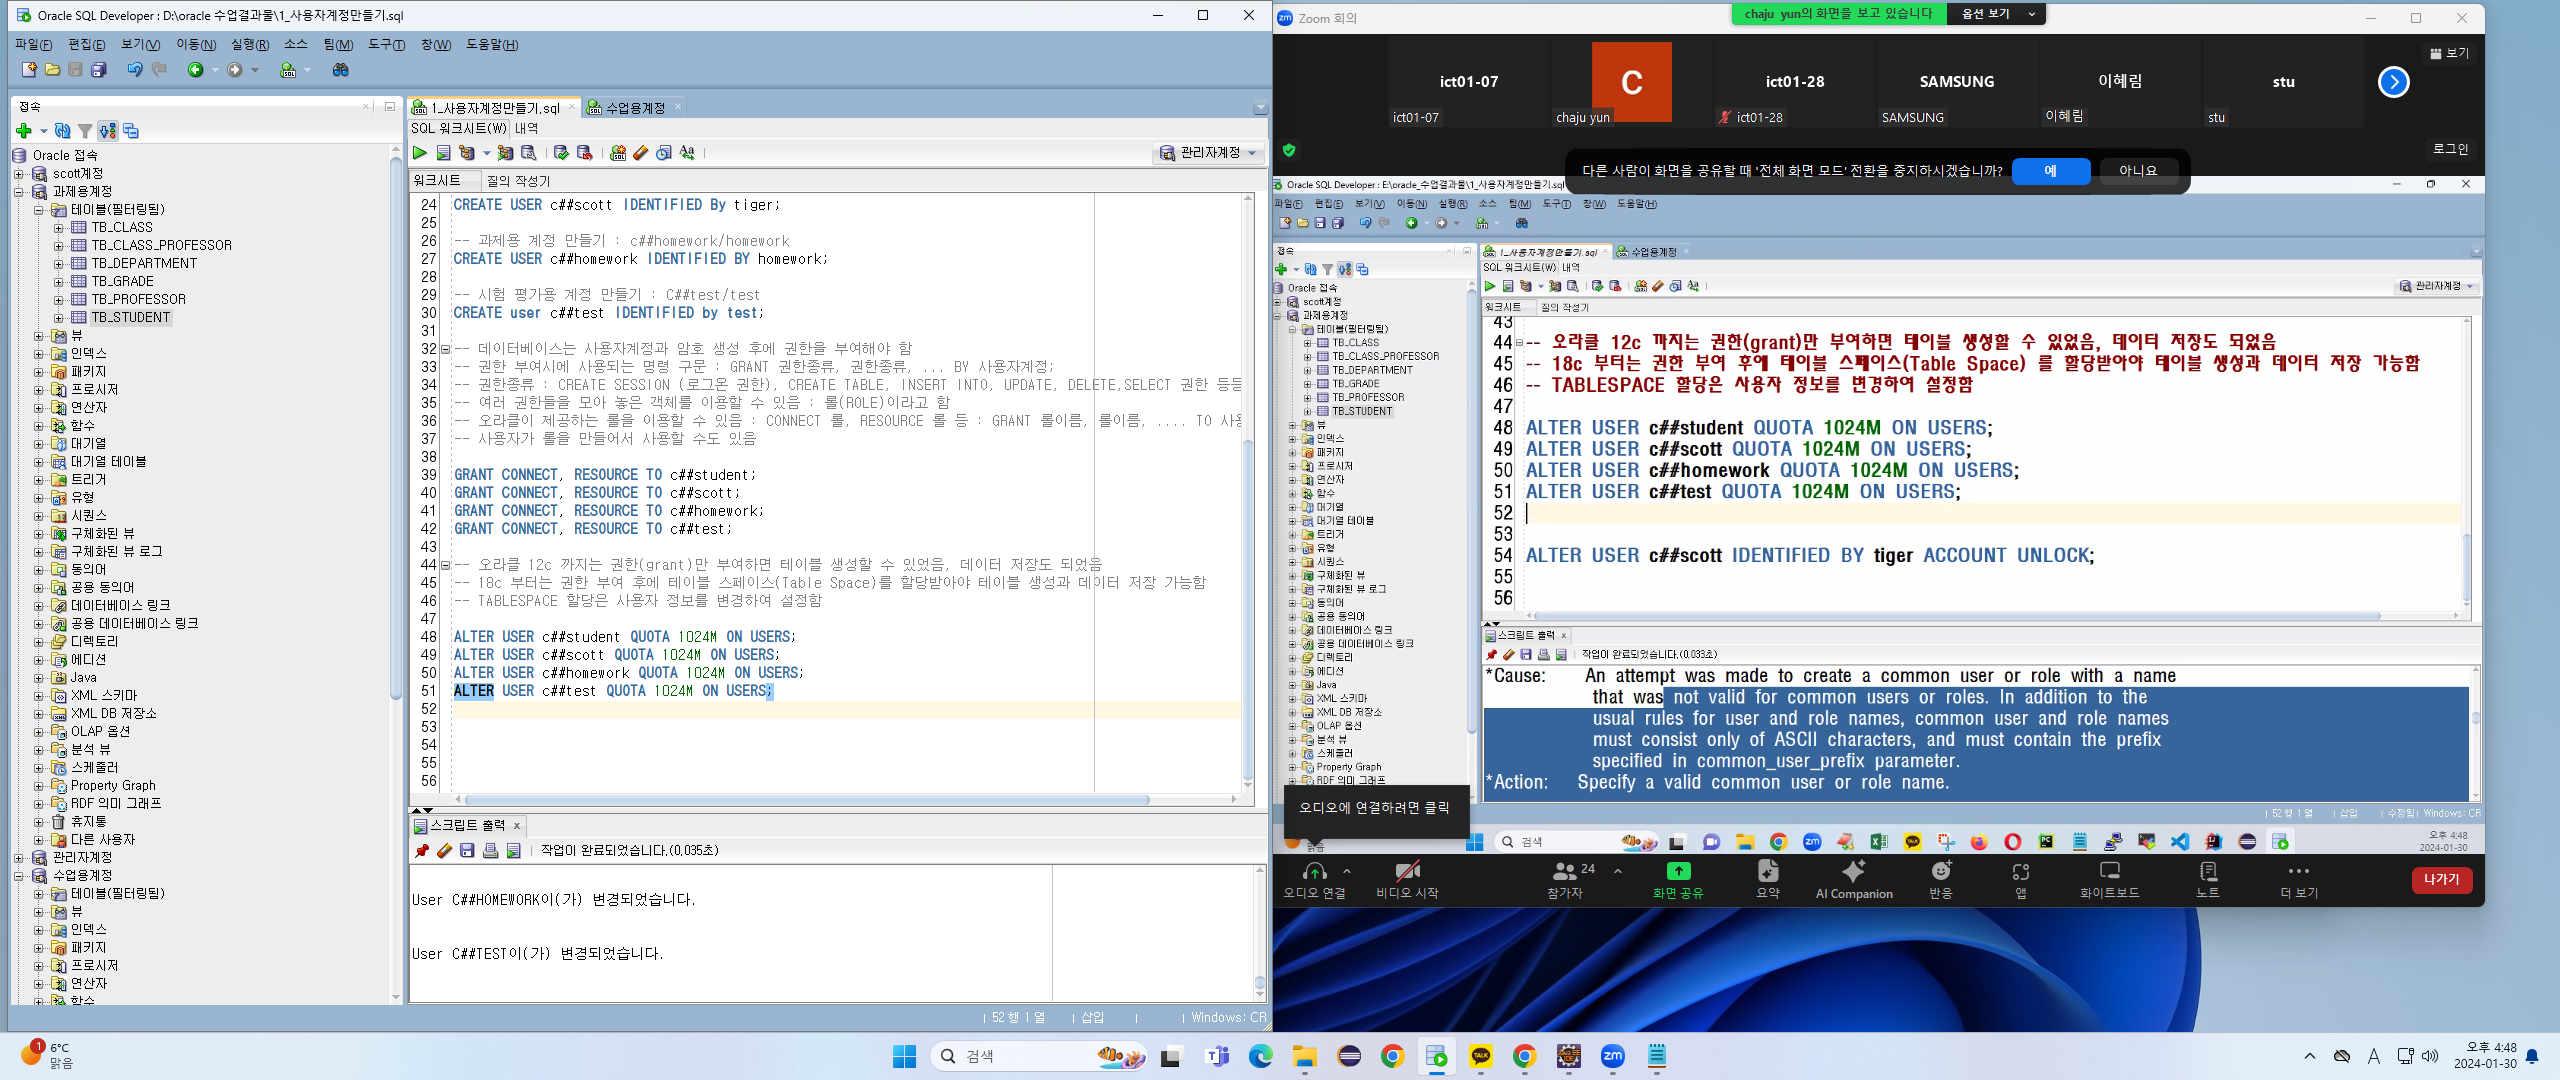 Oracle SQL Developer : D:\oracle 수업결과물\1_사용자계정만들기.sql
파일(F) 편집(E) 보기(V) 이동(N) 실행(R) 소스 팀(M) 도구(T) 창(W) 도움말(H)
접속
Oracle 접속
scott계정
과제용계정
테이블(필터링됨)
TB_CLASS
TB_CLASS_PROFESSOR
TB_DEPARTMENT
TB_GRADE
TB_PROFESSOR
TB_STUDENT
뷰
인덱스
패키지
프로시저
연산자
함수
대기열
대기열 테이블
트리거
유형
시퀀스
구체화된 뷰
구체화된 뷰 로그
동의어
공용 동의어
데이터베이스 링크
공용 데이터베이스 링크
디렉토리
에디션
Java
XML 스키마
XML DB 저장소
OLAP 옵션
분석 뷰
스케줄러
Property Graph
RDF 의미 그래프
휴지통
다른 사용자
관리자계정
수업용계정
테이블(필터링됨)
뷰
인덱스
패키지
프로시저
연산자
함수
1_사용자계정만들기.sql 수업용계정
SQL 워크시트(W) 내역
관리자계정
워크시트 질의 작성기
24 CREATE USER c##scott IDENTIFIED By tiger;
25
26 -- 과제용 계정 만들기 : c##homework/homework
27 CREATE USER c##homework IDENTIFIED BY homework;
28
29 -- 시험 평가용 계정 만들기 : C##test/test
30 CREATE user c##test IDENTIFIED by test;
31
32 -- 데이터베이스는 사용자계정과 암호 생성 후에 권한을 부여해야 함
33 -- 권한 부여시에 사용되는 명령 구문 : GRANT 권한종류, 권한종류, ... BY 사용자계정;
34 -- 권한종류 : CREATE SESSION (로그온 권한), CREATE TABLE, INSERT INTO, UPDATE, DELETE,SELECT 권한 등등
35 -- 여러 권한들을 모아 놓은 객체를 이용할 수 있음 : 롤(ROLE)이라고 함
36 -- 오라클이 제공하는 롤을 이용할 수 있음 : CONNECT 롤, RESOURCE 롤 등 : GRANT 롤이름, 롤이름, .... TO 사용
37 -- 사용자가 롤을 만들어서 사용할 수도 있음
38
39 GRANT CONNECT, RESOURCE TO c##student;
40 GRANT CONNECT, RESOURCE TO c##scott;
41 GRANT CONNECT, RESOURCE TO c##homework;
42 GRANT CONNECT, RESOURCE TO c##test;
43
44 -- 오라클 12c 까지는 권한(grant)만 부여하면 테이블 생성할 수 있었음, 데이터 저장도 되었음
45 -- 18c 부터는 권한 부여 후에 테이블 스페이스(Table Space)를 할당받아야 테이블 생성과 데이터 저장 가능함
46 -- TABLESPACE 할당은 사용자 정보를 변경하여 설정함
47
48 ALTER USER c##student QUOTA 1024M ON USERS;
49 ALTER USER c##scott QUOTA 1024M ON USERS;
50 ALTER USER c##homework QUOTA 1024M ON USERS;
51 ALTER USER c##test QUOTA 1024M ON USERS;
52
53
54
55
56
스크립트 출력
작업이 완료되었습니다.(0.035초)
User C##HOMEWORK이(가) 변경되었습니다.
User C##TEST이(가) 변경되었습니다.
52 행 1 열 삽입 Windows: CR
Zoom 회의
chaju yun의 화면을 보고 있습니다 옵션 보기
보기
ict01-07 C ict01-28 SAMSUNG 이혜림 stu
ict01-07 chaju yun ict01-28 SAMSUNG 이혜림 stu
로그인
다른 사람이 화면을 공유할 때 '전체 화면 모드' 전환을 중지하시겠습니까? 예 아니요
Oracle SQL Developer : E:\oracle_수업결과물\1_사용자계정만들기.sql
파일(F) 편집(E) 보기(V) 이동(N) 실행(R) 소스 팀(M) 도구(T) 창(W) 도움말(H)
접속
Oracle 접속
scott계정
과제용계정
테이블(필터링됨)
TB_CLASS
TB_CLASS_PROFESSOR
TB_DEPARTMENT
TB_GRADE
TB_PROFESSOR
TB_STUDENT
뷰
인덱스
패키지
프로시저
연산자
함수
대기열
대기열 테이블
트리거
유형
시퀀스
구체화된 뷰
구체화된 뷰 로그
동의어
공용 동의어
데이터베이스 링크
공용 데이터베이스 링크
디렉토리
에디션
Java
XML 스키마
XML DB 저장소
OLAP 옵션
분석 뷰
스케줄러
Property Graph
RDF 의미 그래프
1_사용자계정만들기.sql 수업용계정
SQL 워크시트(W) 내역
관리자계정
워크시트 질의 작성기
43
44 -- 오라클 12c 까지는 권한(grant)만 부여하면 테이블 생성할 수 있었음, 데이터 저장도 되었음
45 -- 18c 부터는 권한 부여 후에 테이블 스페이스(Table Space) 를 할당받아야 테이블 생성과 데이터 저장 가능함
46 -- TABLESPACE 할당은 사용자 정보를 변경하여 설정함
47
48 ALTER USER c##student QUOTA 1024M ON USERS;
49 ALTER USER c##scott QUOTA 1024M ON USERS;
50 ALTER USER c##homework QUOTA 1024M ON USERS;
51 ALTER USER c##test QUOTA 1024M ON USERS;
52
53
54 ALTER USER c##scott IDENTIFIED BY tiger ACCOUNT UNLOCK;
55
56
스크립트 출력
작업이 완료되었습니다.(0.033초)
*Cause: An attempt was made to create a common user or role with a name
that was not valid for common users or roles. In addition to the
usual rules for user and role names, common user and role names
must consist only of ASCII characters, and must contain the prefix
specified in common_user_prefix parameter.
*Action: Specify a valid common user or role name.
52 행 1 열 삽입 수정됨 Windows: CR
오디오에 연결하려면 클릭
맑음
검색
오후 4:48
2024-01-30
24
오디오 연결 비디오 시작 참가자 화면 공유 요약 AI Companion 반응 앱 화이트보드 노트 더 보기 나가기
1
6°C
맑음
검색
A
오후 4:48
2024-01-30